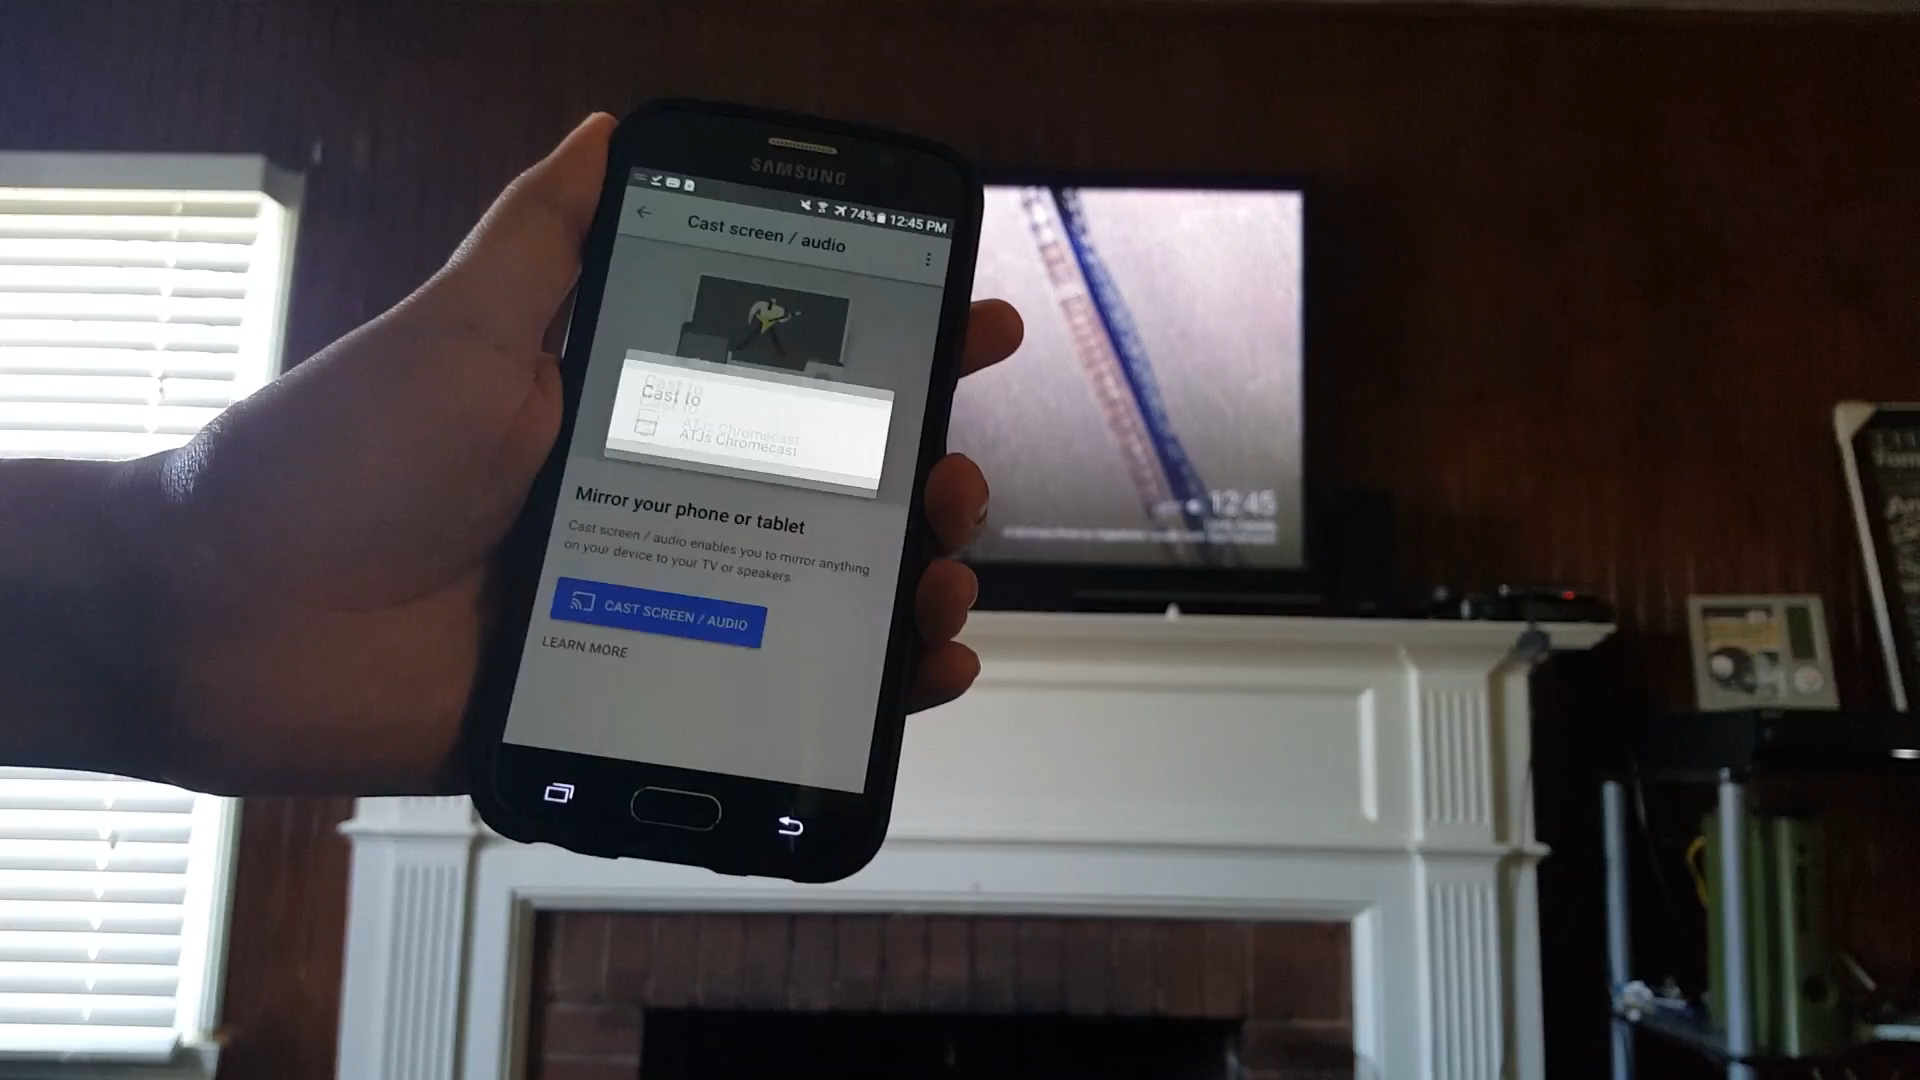 SAMSUNG
74% 12:45 PM
Cast screen / audio
Cast to
ATJs Chromecast
Mirror your phone or tablet
Cast screen / audio enables you to mirror anything
on your device to your TV or speakers.
CAST SCREEN / AUDIO
LEARN MORE
12:45